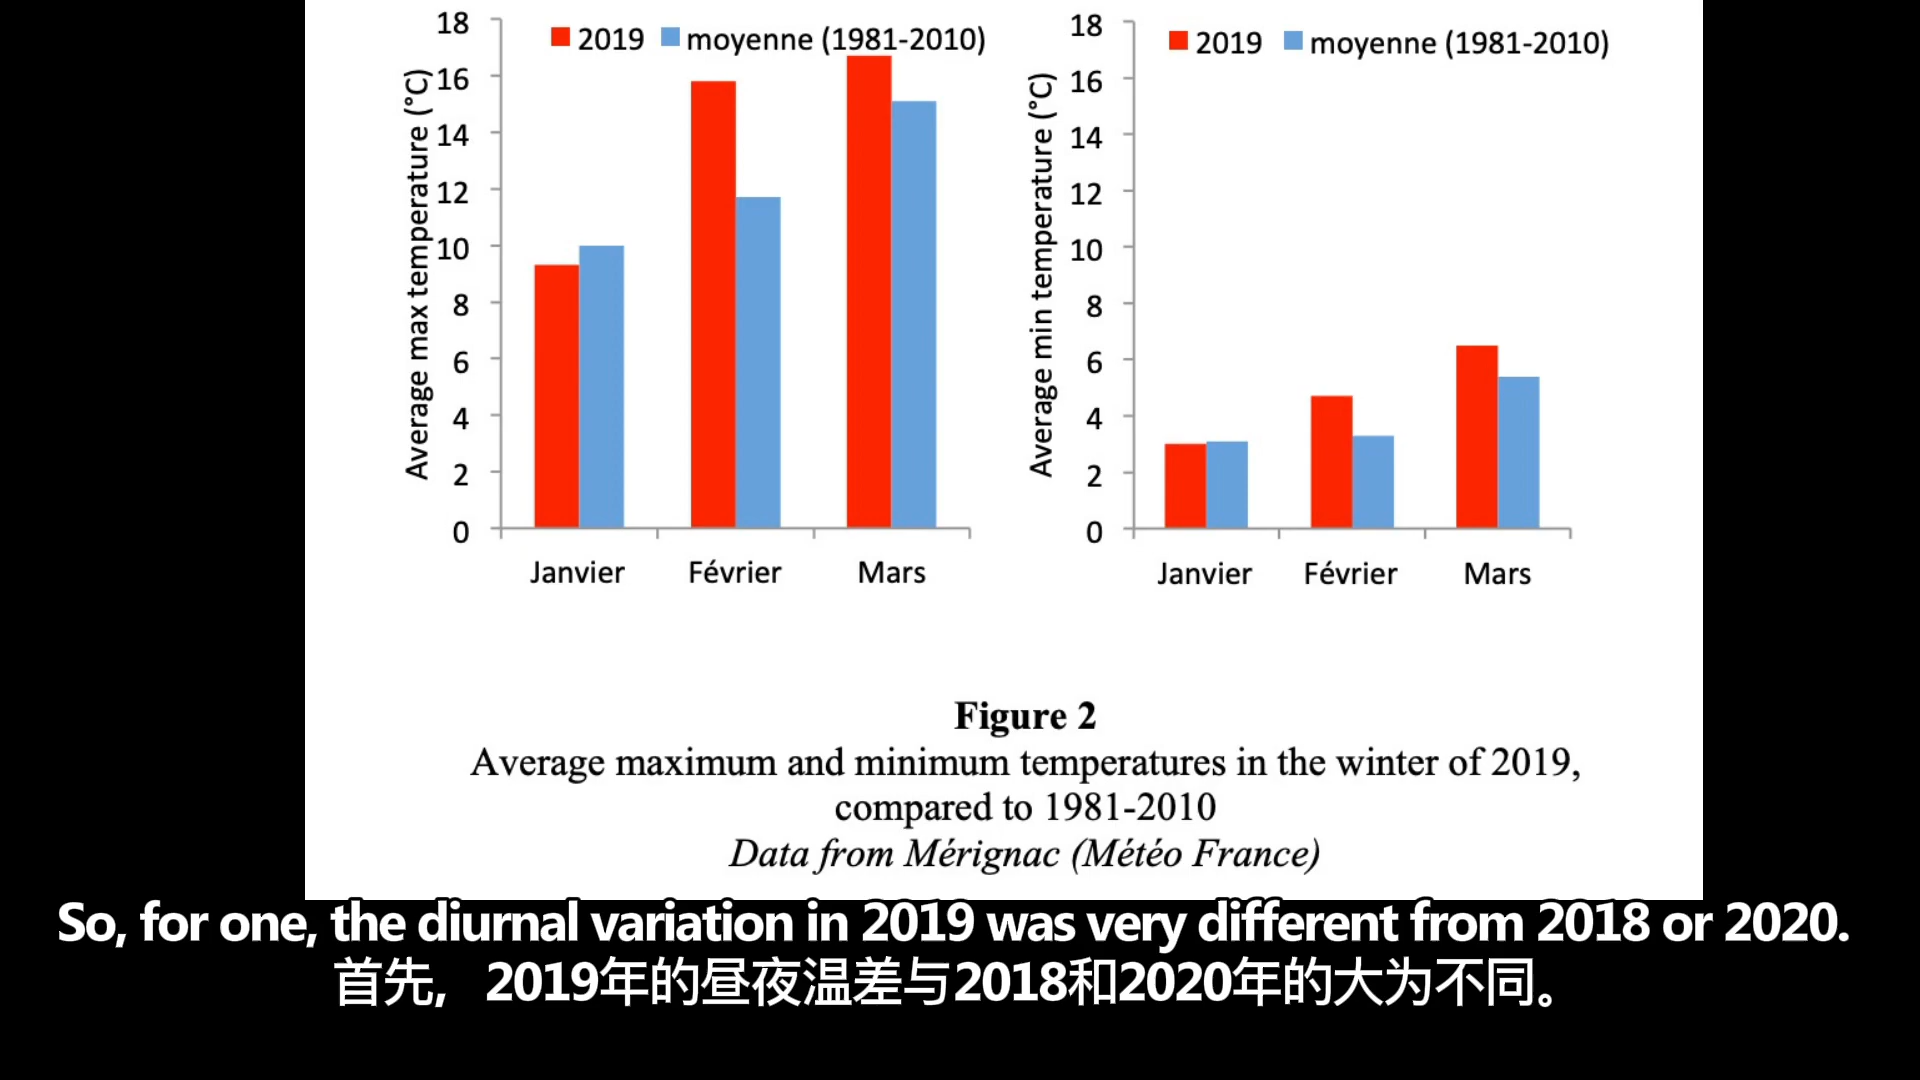 2019 moyenne (1981-2010)
Average max temperature (°C)
18
16
14
12
10
8
6
4
2
0
Janvier Février Mars
2019 moyenne (1981-2010)
Average min temperature (°C)
18
16
14
12
10
8
6
4
2
0
Janvier Février Mars
Figure 2
Average maximum and minimum temperatures in the winter of 2019,
compared to 1981-2010
Data from Mérignac (Météo France)
So, for one, the diurnal variation in 2019 was very different from 2018 or 2020.
首先，2019年的昼夜温差与2018和2020年的大为不同。